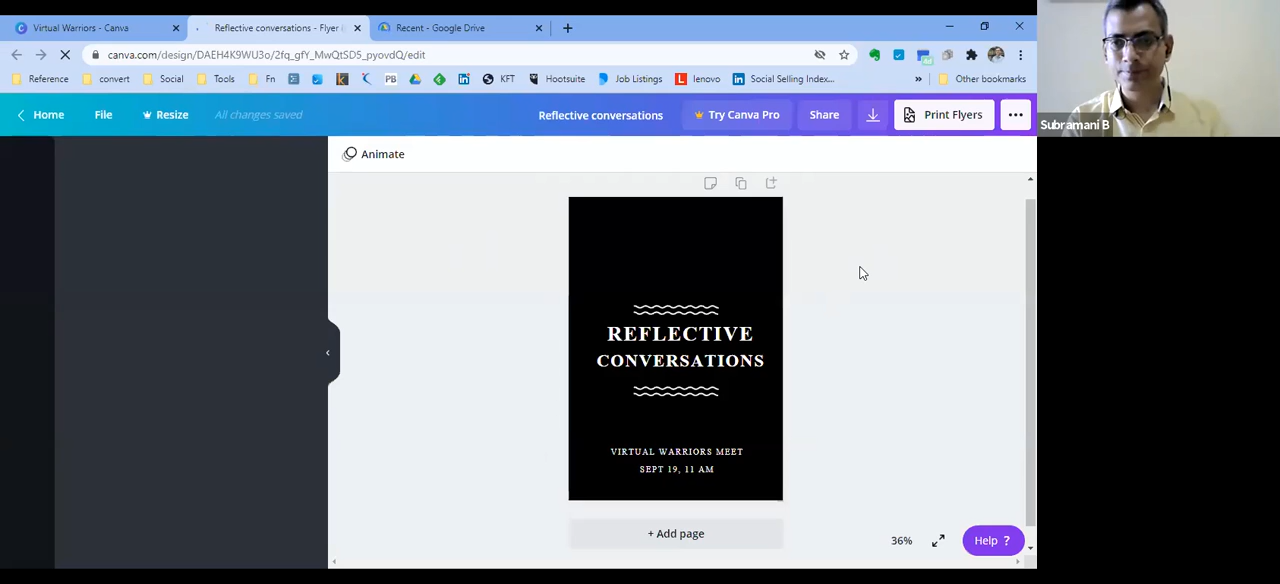 Virtual Warriors - Canva
Reflective conversations - Flyer
Recent - Google Drive
canva.com/design/DAEH4K9WU3o/2fq_gfY_MwQtSD5_pyovdQ/edit
Reference convert Social Tools Fn PB KFT Hootsuite Job Listings L lenovo in Social Selling Index... » Other bookmarks
Home File Resize All changes saved Reflective conversations Try Canva Pro Share Print Flyers
Subramani B
Animate
REFLECTIVE
CONVERSATIONS
VIRTUAL WARRIORS MEET
SEPT 19, 11 AM
+ Add page
36%
Help ?